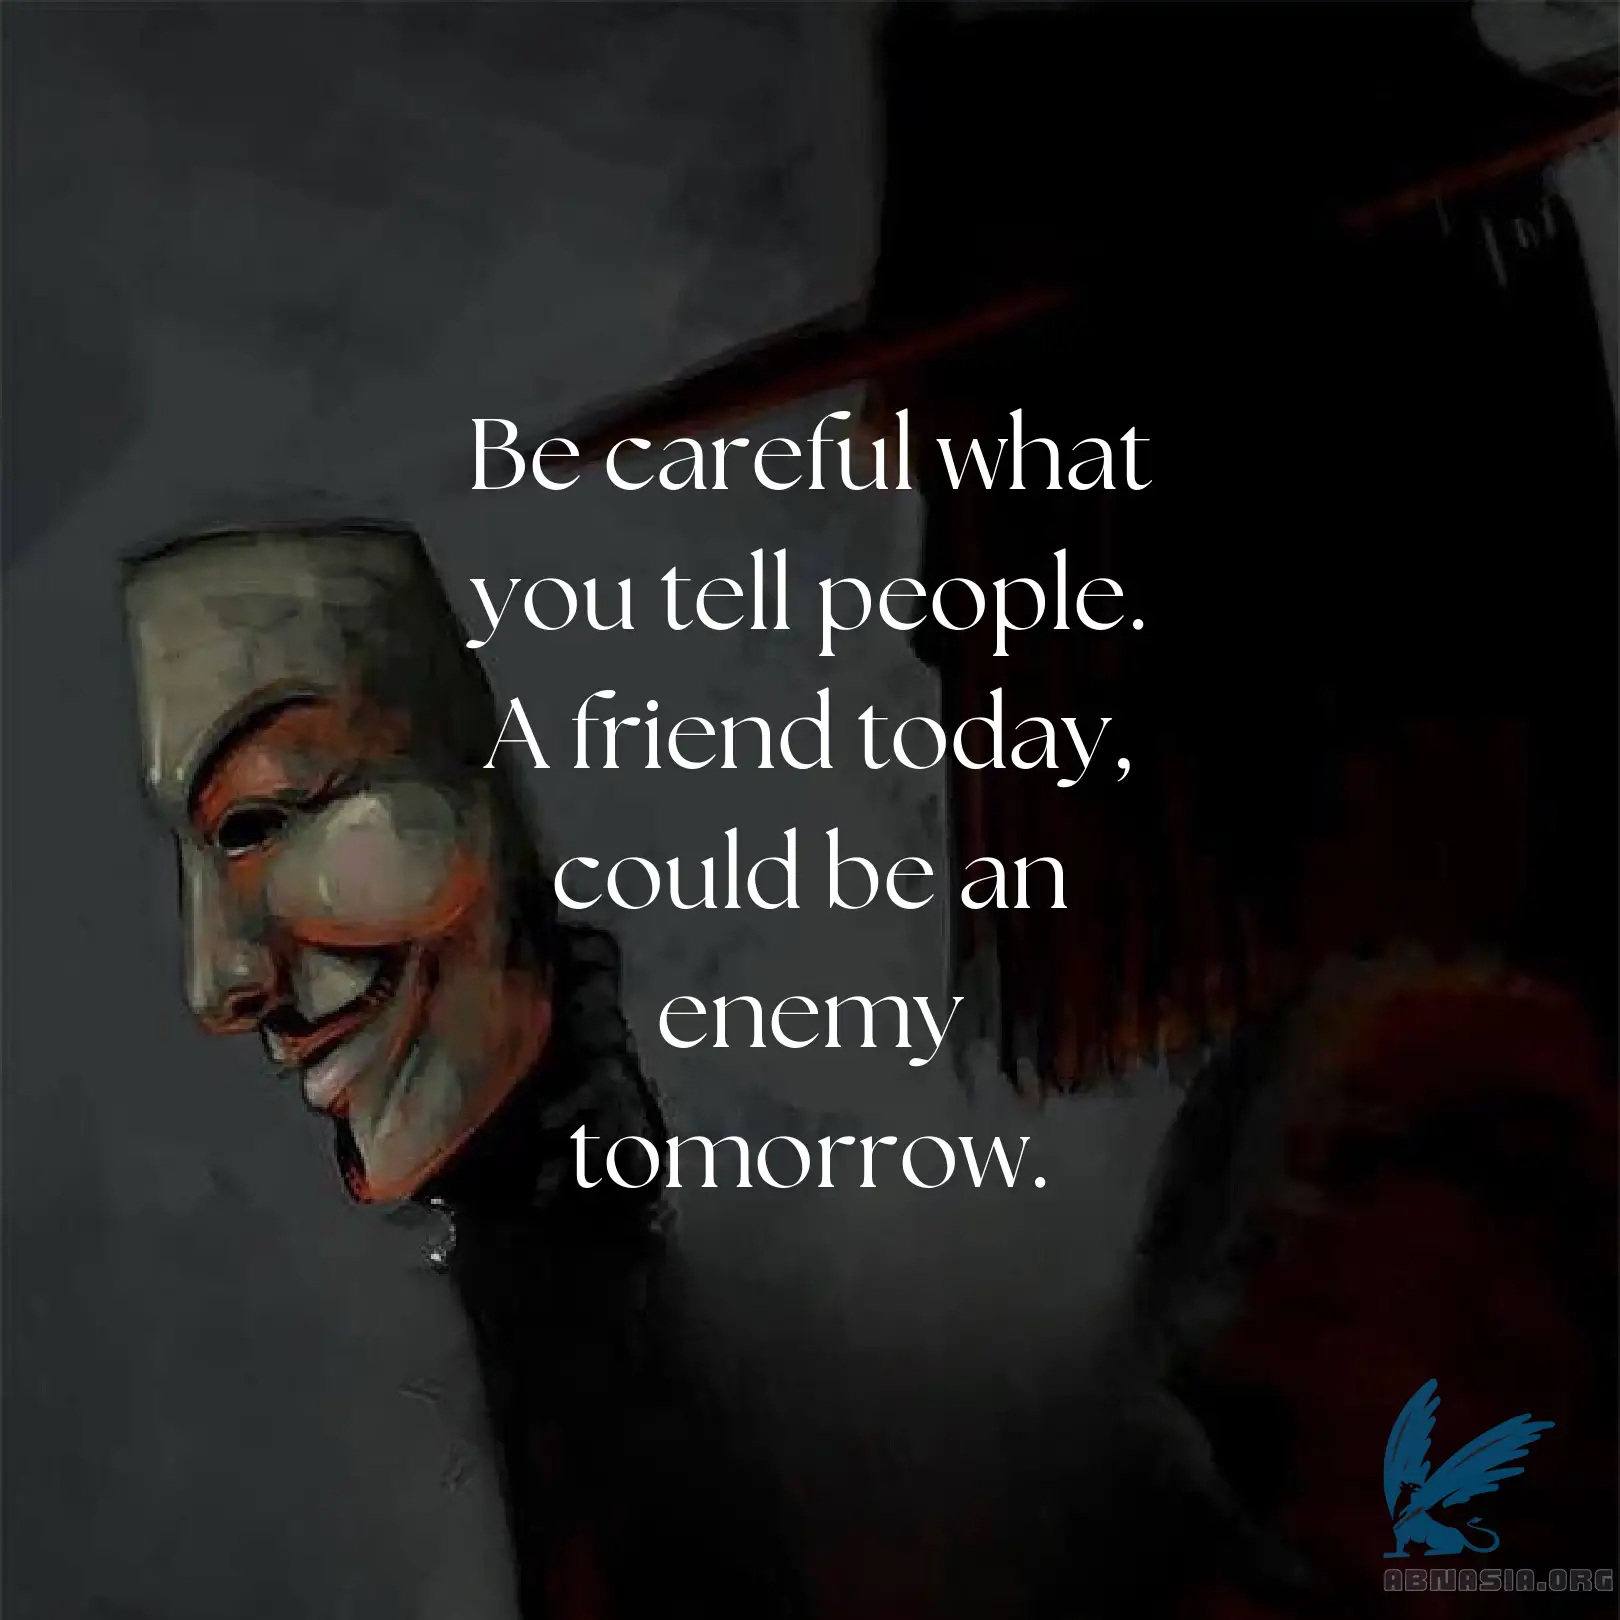 Be careful what
you tell people.
A friend today,
could be an
enemy
tomorrow.
ABNASIA.ORG